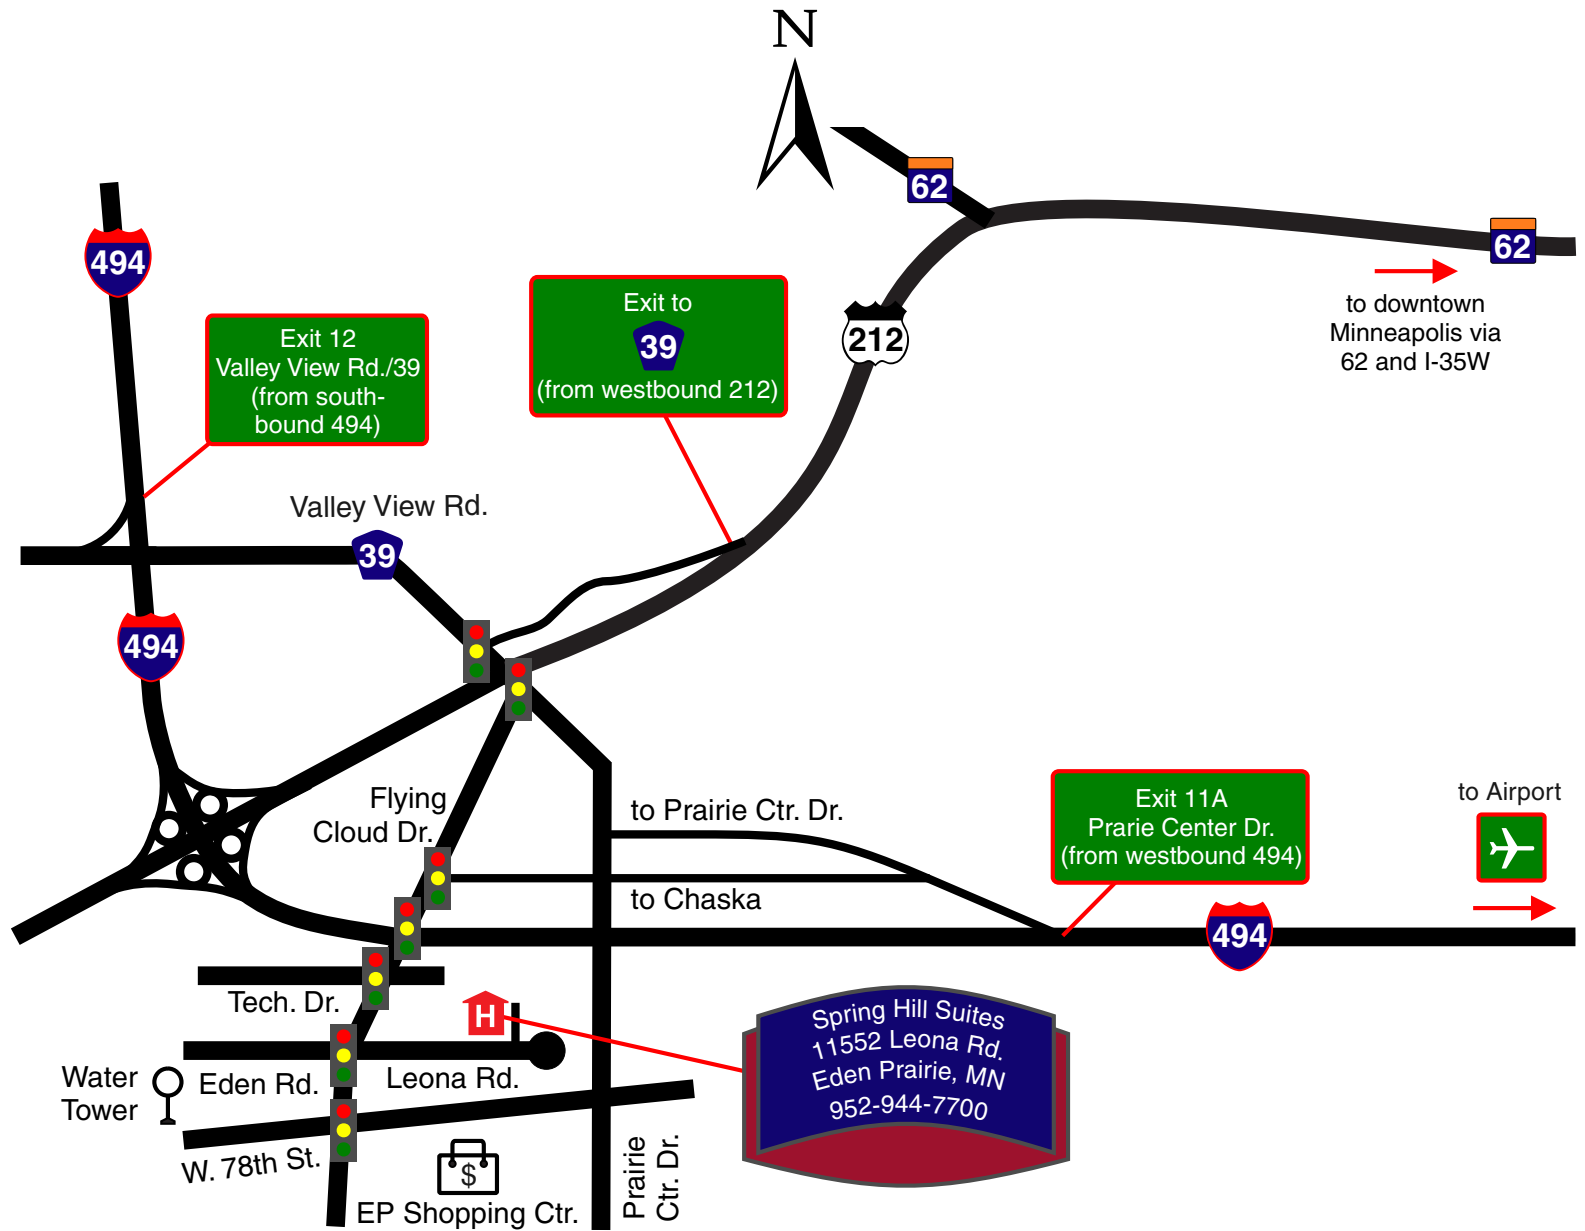 N
62
62
494
to downtown
Minneapolis via
62 and I-35W
Exit to
39
(from westbound 212)
212
Exit 12
Valley View Rd./39
(from south-
bound 494)
Valley View Rd.
39
494
Flying
Cloud Dr.
to Prairie Ctr. Dr.
to Chaska
Exit 11A
Prarie Center Dr.
(from westbound 494)
to Airport
494
Tech. Dr.
H
Spring Hill Suites
11552 Leona Rd.
Eden Prairie, MN
952-944-7700
Water
Tower
Eden Rd.
Leona Rd.
W. 78th St.
$
EP Shopping Ctr.
Prairie
Ctr. Dr.